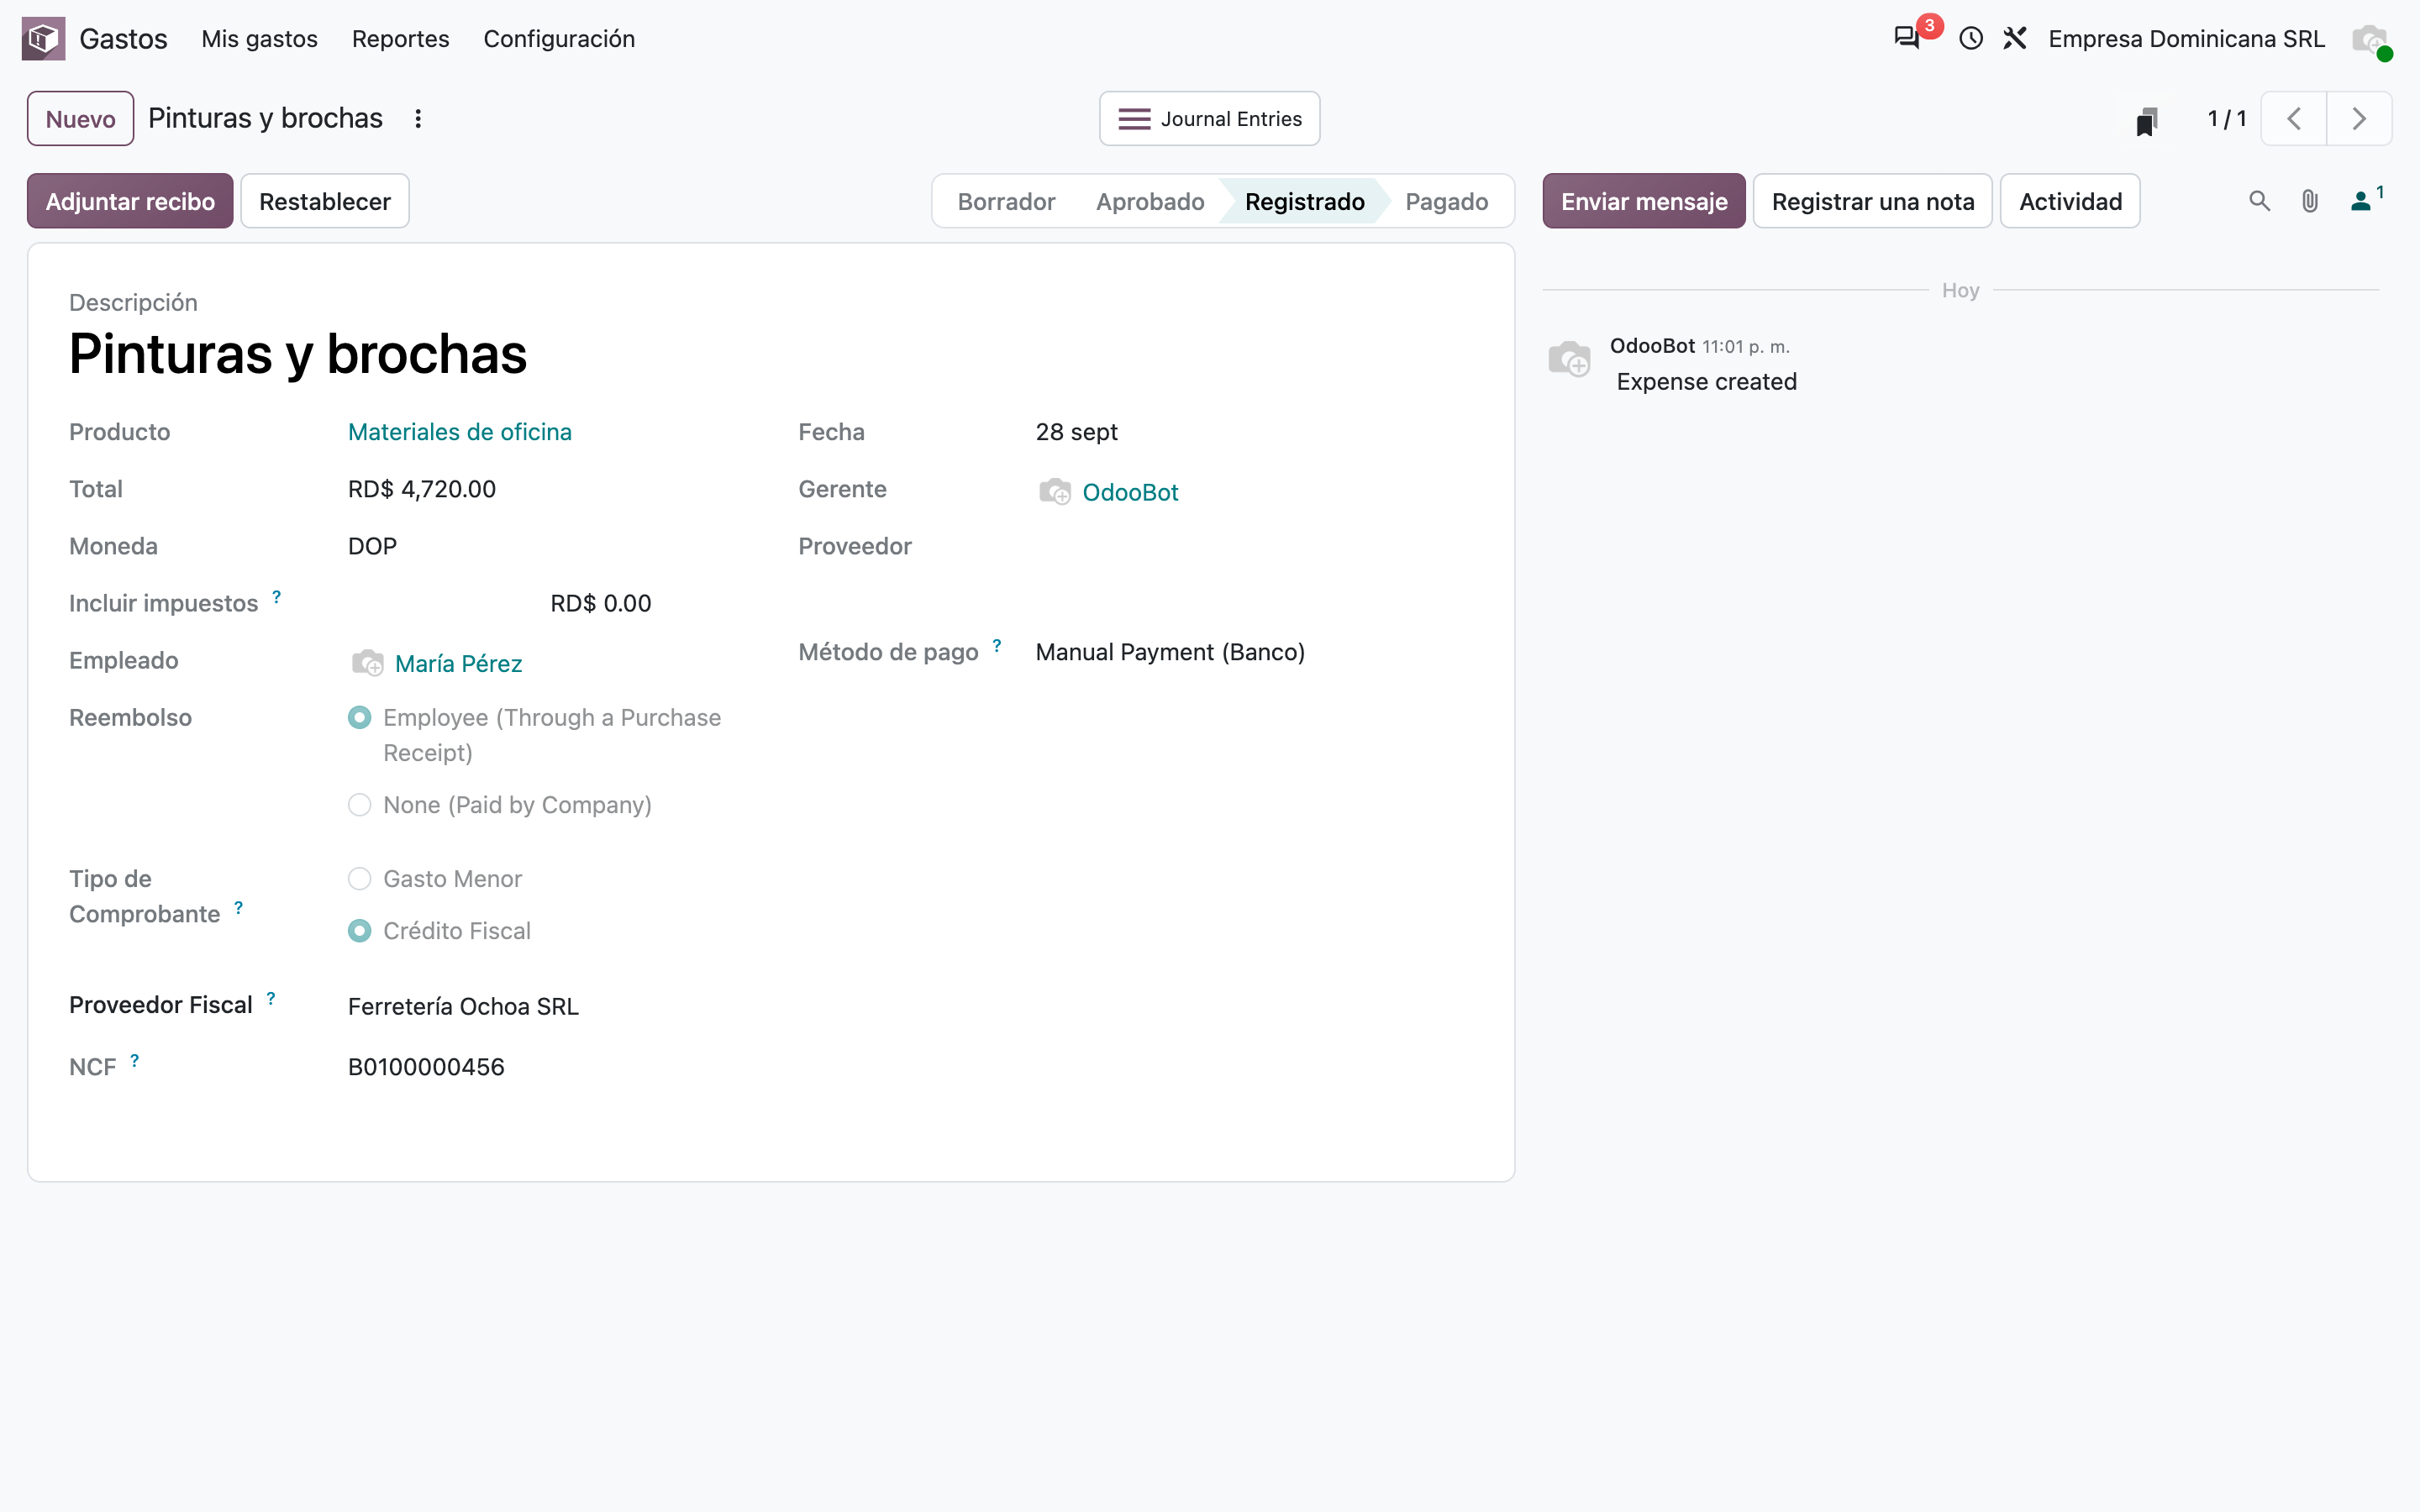 Gastos Mis gastos Reportes Configuración 3 Empresa Dominicana SRL
Nuevo Pinturas y brochas Journal Entries 1 / 1
Adjuntar recibo Restablecer Borrador Aprobado Registrado Pagado Enviar mensaje Registrar una nota Actividad 1
Hoy
OdooBot 11:01 p. m.
Expense created
Descripción
Pinturas y brochas
Producto Materiales de oficina
Total RD$ 4,720.00
Moneda DOP
Incluir impuestos ? RD$ 0.00
Empleado María Pérez
Reembolso Employee (Through a Purchase
Receipt)
None (Paid by Company)
Tipo de
Comprobante ?
Gasto Menor
Crédito Fiscal
Proveedor Fiscal ? Ferretería Ochoa SRL
NCF ? B0100000456
Fecha 28 sept
Gerente OdooBot
Proveedor
Método de pago ? Manual Payment (Banco)